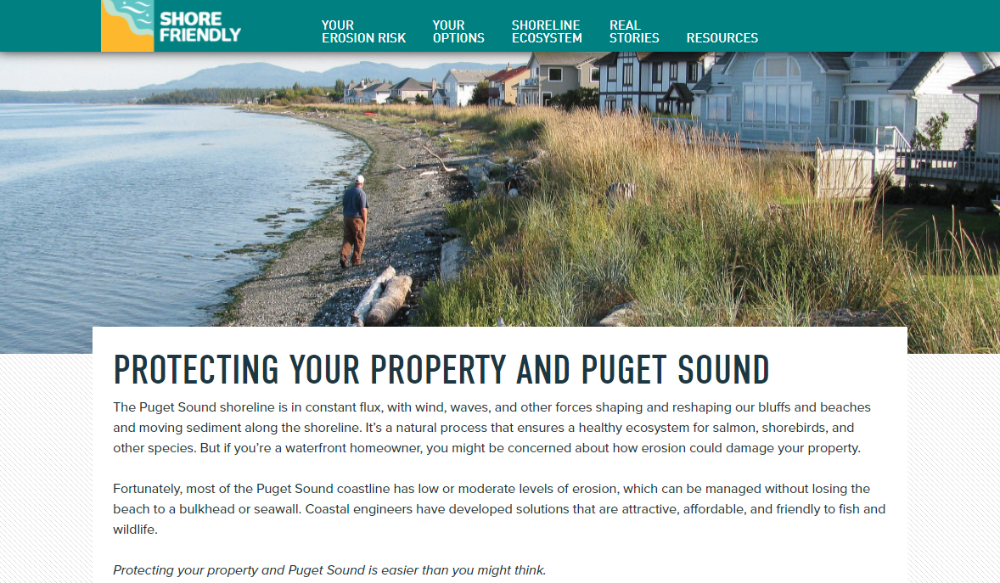 SHORE
FRIENDLY
YOUR
EROSION RISK
YOUR
OPTIONS
SHORELINE
ECOSYSTEM
REAL
STORIES
RESOURCES
PROTECTING YOUR PROPERTY AND PUGET SOUND
The Puget Sound shoreline is in constant flux, with wind, waves, and other forces shaping and reshaping our bluffs and beaches
and moving sediment along the shoreline. It’s a natural process that ensures a healthy ecosystem for salmon, shorebirds, and
other species. But if you’re a waterfront homeowner, you might be concerned about how erosion could damage your property.
Fortunately, most of the Puget Sound coastline has low or moderate levels of erosion, which can be managed without losing the
beach to a bulkhead or seawall. Coastal engineers have developed solutions that are attractive, affordable, and friendly to fish and
wildlife.
Protecting your property and Puget Sound is easier than you might think.